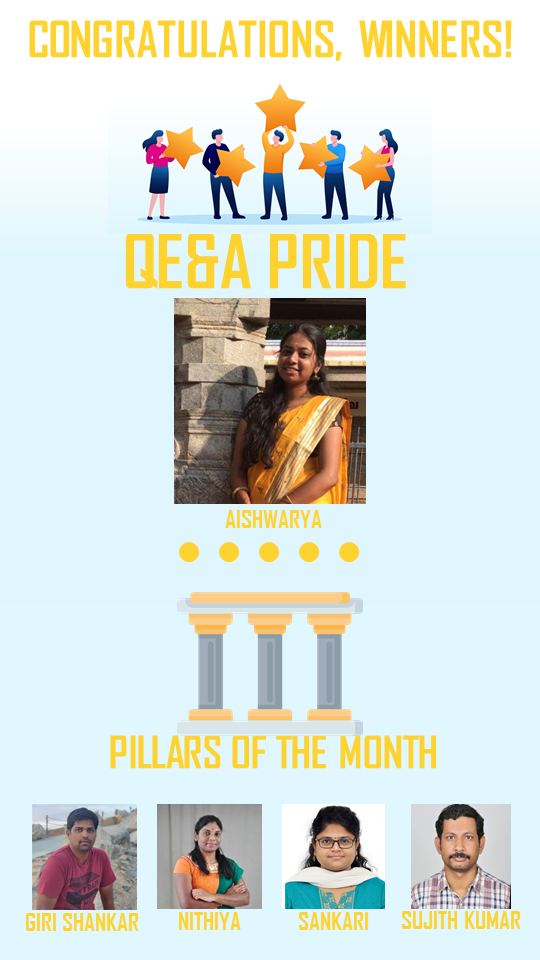 CONGRATULATIONS, WINNERS!
QE&A PRIDE
AISHWARYA
PILLARS OF THE MONTH
GIRI SHANKAR
NITHIYA
SANKARI
SUJITH KUMAR